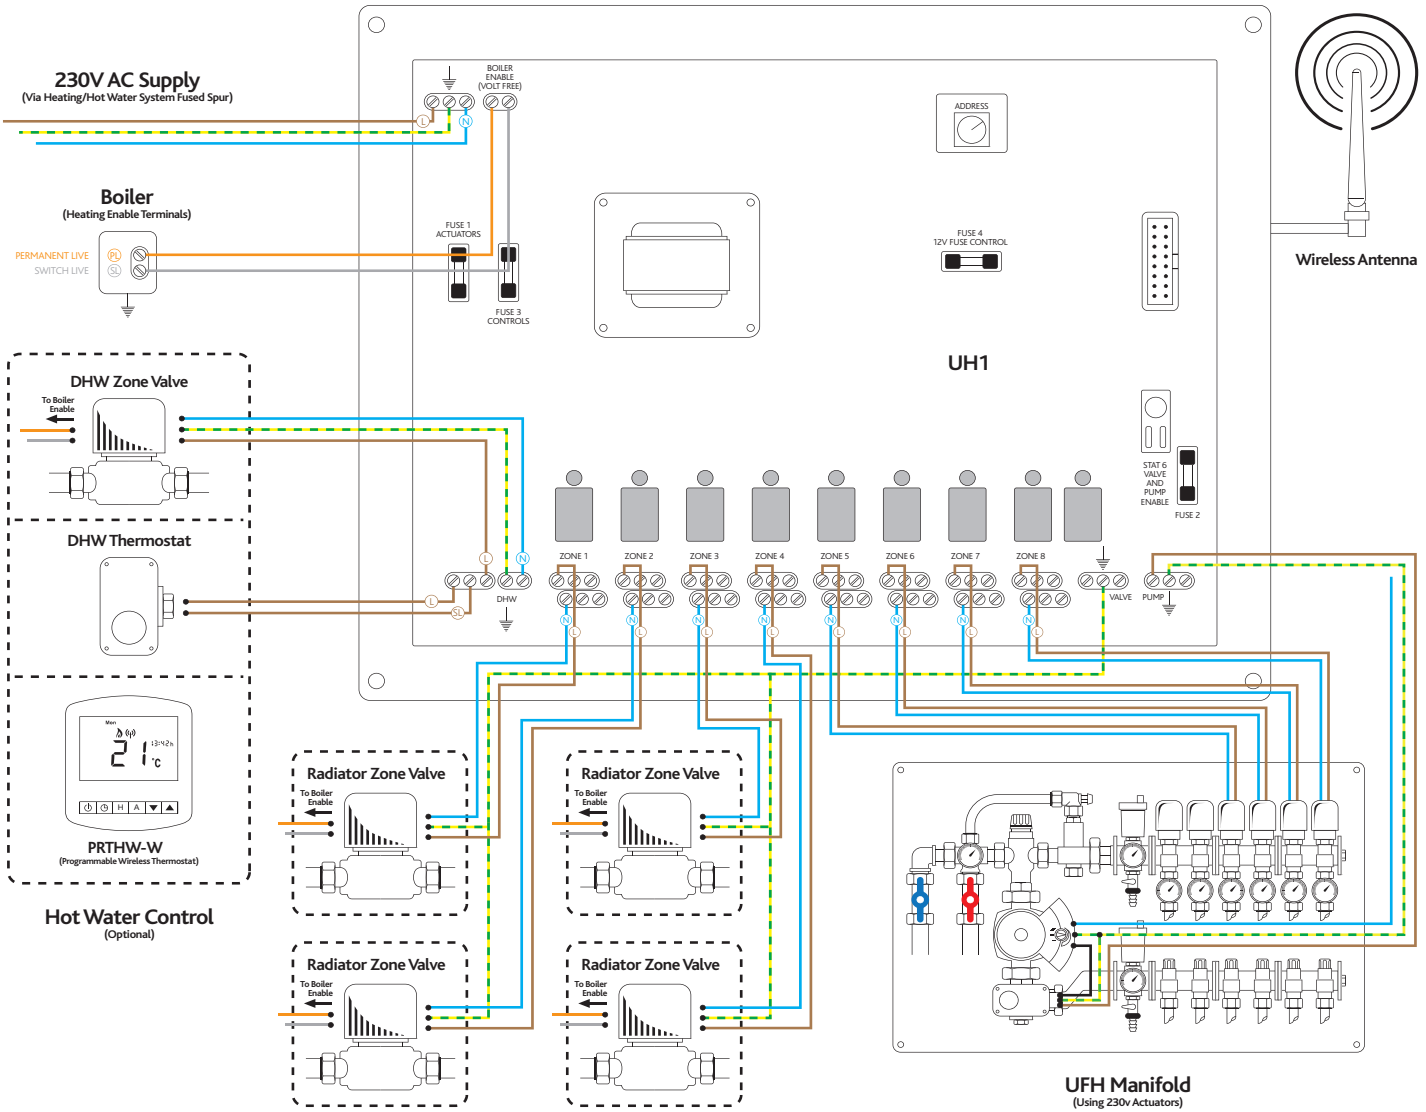 230V AC Supply
(Via Heating/Hot Water System Fused Spur)
BOILER
ENABLE
(VOLT FREE)
L
N
ADDRESS
Boiler
(Heating Enable Terminals)
PERMANENT LIVE
PL
SWITCH LIVE
SL
FUSE 1
ACTUATORS
FUSE 3
CONTROLS
FUSE 4
12V FUSE CONTROL
Wireless Antenna
UH1
DHW Zone Valve
To Boiler
Enable
STAT 6
VALVE
AND
PUMP
ENABLE
FUSE 2
DHW Thermostat
L
N
L
SL
DHW
ZONE 1
ZONE 2
ZONE 3
ZONE 4
ZONE 5
ZONE 6
ZONE 7
ZONE 8
VALVE
PUMP
N
L
N
L
N
L
N
L
N
L
N
L
N
L
N
L
Mon
21
°C
13:42h
H
A
PRTHW-W
(Programmable Wireless Thermostat)
Hot Water Control
(Optional)
Radiator Zone Valve
To Boiler
Enable
Radiator Zone Valve
To Boiler
Enable
Radiator Zone Valve
To Boiler
Enable
Radiator Zone Valve
To Boiler
Enable
UFH Manifold
(Using 230v Actuators)